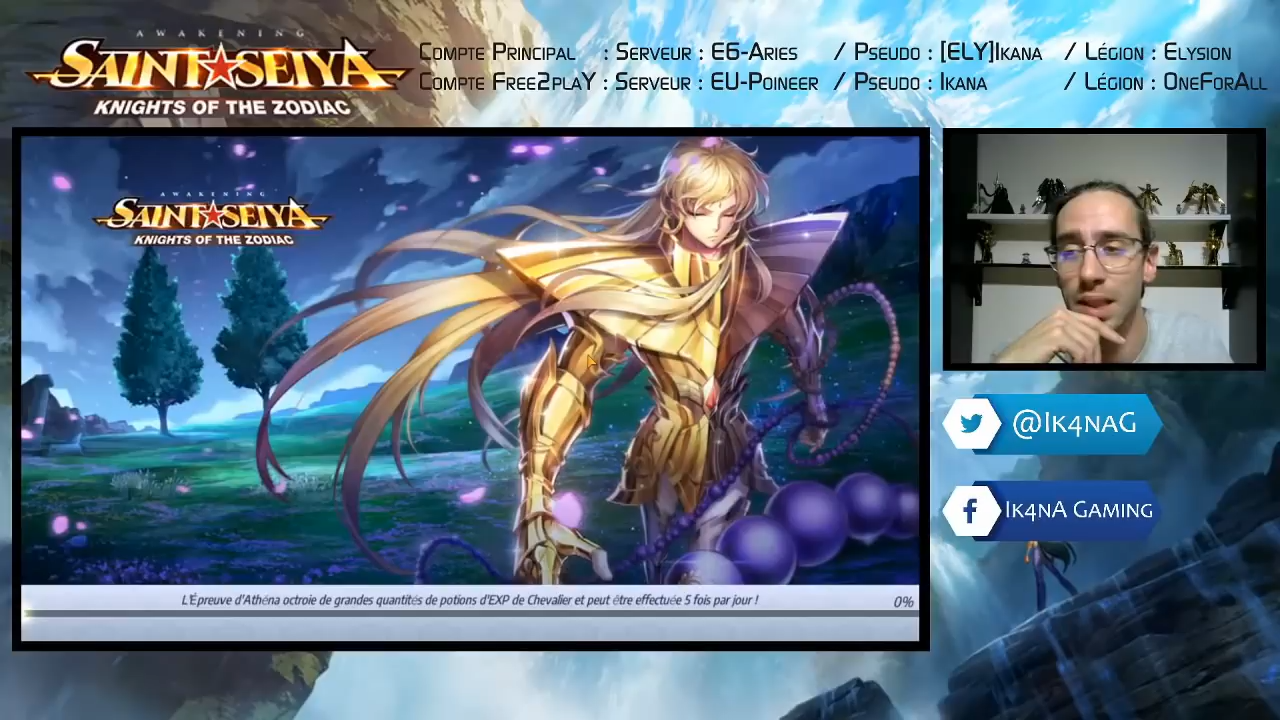 AWAKENING
SAINT SEIYA
KNIGHTS OF THE ZODIAC
Compte Principal : Serveur : E6-Aries / Pseudo : [ELY]Ikana / Légion : Elysion
Compte Free2plaY : Serveur : EU-Poineer / Pseudo : Ikana / Légion : OneForAll
AWAKENING
SAINT SEIYA
KNIGHTS OF THE ZODIAC
@Ik4naG
Ik4nA Gaming
L'Épreuve d'Athéna octroie de grandes quantités de potions d'EXP de Chevalier et peut être effectuée 5 fois par jour !
0%